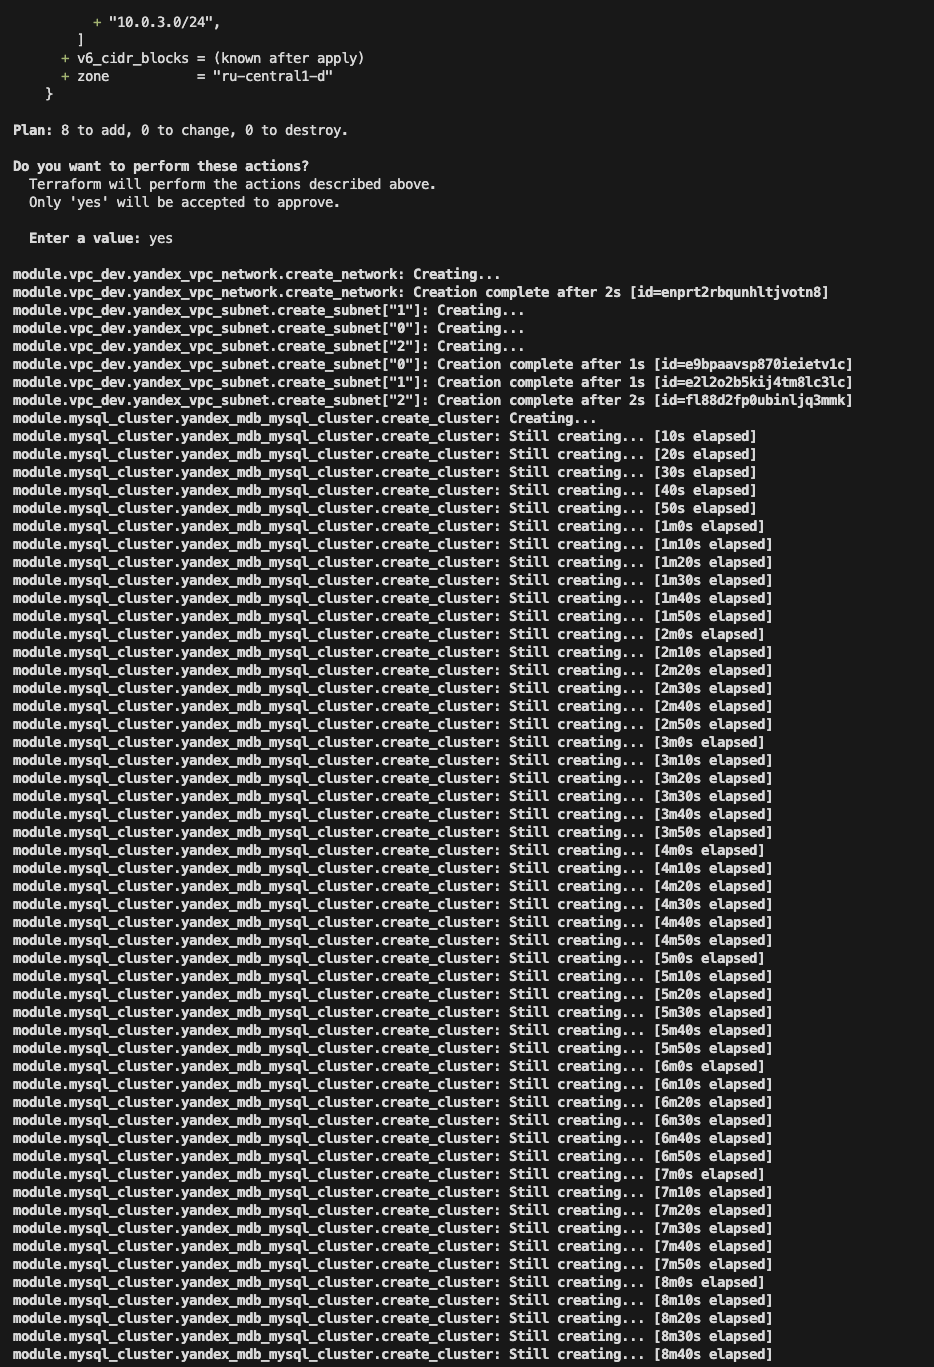 + "10.0.3.0/24",
]
+ v6_cidr_blocks = (known after apply)
+ zone           = "ru-central1-d"
}
Plan: 8 to add, 0 to change, 0 to destroy.
Do you want to perform these actions?
Terraform will perform the actions described above.
Only 'yes' will be accepted to approve.
Enter a value: yes
module.vpc_dev.yandex_vpc_network.create_network: Creating...
module.vpc_dev.yandex_vpc_network.create_network: Creation complete after 2s [id=enprt2rbqunhltjvotn8]
module.vpc_dev.yandex_vpc_subnet.create_subnet["1"]: Creating...
module.vpc_dev.yandex_vpc_subnet.create_subnet["0"]: Creating...
module.vpc_dev.yandex_vpc_subnet.create_subnet["2"]: Creating...
module.vpc_dev.yandex_vpc_subnet.create_subnet["0"]: Creation complete after 1s [id=e9bpaavsp870ieietv1c]
module.vpc_dev.yandex_vpc_subnet.create_subnet["1"]: Creation complete after 1s [id=e2l2o2b5kij4tm8lc3lc]
module.vpc_dev.yandex_vpc_subnet.create_subnet["2"]: Creation complete after 2s [id=fl88d2fp0ubinljq3mmk]
module.mysql_cluster.yandex_mdb_mysql_cluster.create_cluster: Creating...
module.mysql_cluster.yandex_mdb_mysql_cluster.create_cluster: Still creating... [10s elapsed]
module.mysql_cluster.yandex_mdb_mysql_cluster.create_cluster: Still creating... [20s elapsed]
module.mysql_cluster.yandex_mdb_mysql_cluster.create_cluster: Still creating... [30s elapsed]
module.mysql_cluster.yandex_mdb_mysql_cluster.create_cluster: Still creating... [40s elapsed]
module.mysql_cluster.yandex_mdb_mysql_cluster.create_cluster: Still creating... [50s elapsed]
module.mysql_cluster.yandex_mdb_mysql_cluster.create_cluster: Still creating... [1m0s elapsed]
module.mysql_cluster.yandex_mdb_mysql_cluster.create_cluster: Still creating... [1m10s elapsed]
module.mysql_cluster.yandex_mdb_mysql_cluster.create_cluster: Still creating... [1m20s elapsed]
module.mysql_cluster.yandex_mdb_mysql_cluster.create_cluster: Still creating... [1m30s elapsed]
module.mysql_cluster.yandex_mdb_mysql_cluster.create_cluster: Still creating... [1m40s elapsed]
module.mysql_cluster.yandex_mdb_mysql_cluster.create_cluster: Still creating... [1m50s elapsed]
module.mysql_cluster.yandex_mdb_mysql_cluster.create_cluster: Still creating... [2m0s elapsed]
module.mysql_cluster.yandex_mdb_mysql_cluster.create_cluster: Still creating... [2m10s elapsed]
module.mysql_cluster.yandex_mdb_mysql_cluster.create_cluster: Still creating... [2m20s elapsed]
module.mysql_cluster.yandex_mdb_mysql_cluster.create_cluster: Still creating... [2m30s elapsed]
module.mysql_cluster.yandex_mdb_mysql_cluster.create_cluster: Still creating... [2m40s elapsed]
module.mysql_cluster.yandex_mdb_mysql_cluster.create_cluster: Still creating... [2m50s elapsed]
module.mysql_cluster.yandex_mdb_mysql_cluster.create_cluster: Still creating... [3m0s elapsed]
module.mysql_cluster.yandex_mdb_mysql_cluster.create_cluster: Still creating... [3m10s elapsed]
module.mysql_cluster.yandex_mdb_mysql_cluster.create_cluster: Still creating... [3m20s elapsed]
module.mysql_cluster.yandex_mdb_mysql_cluster.create_cluster: Still creating... [3m30s elapsed]
module.mysql_cluster.yandex_mdb_mysql_cluster.create_cluster: Still creating... [3m40s elapsed]
module.mysql_cluster.yandex_mdb_mysql_cluster.create_cluster: Still creating... [3m50s elapsed]
module.mysql_cluster.yandex_mdb_mysql_cluster.create_cluster: Still creating... [4m0s elapsed]
module.mysql_cluster.yandex_mdb_mysql_cluster.create_cluster: Still creating... [4m10s elapsed]
module.mysql_cluster.yandex_mdb_mysql_cluster.create_cluster: Still creating... [4m20s elapsed]
module.mysql_cluster.yandex_mdb_mysql_cluster.create_cluster: Still creating... [4m30s elapsed]
module.mysql_cluster.yandex_mdb_mysql_cluster.create_cluster: Still creating... [4m40s elapsed]
module.mysql_cluster.yandex_mdb_mysql_cluster.create_cluster: Still creating... [4m50s elapsed]
module.mysql_cluster.yandex_mdb_mysql_cluster.create_cluster: Still creating... [5m0s elapsed]
module.mysql_cluster.yandex_mdb_mysql_cluster.create_cluster: Still creating... [5m10s elapsed]
module.mysql_cluster.yandex_mdb_mysql_cluster.create_cluster: Still creating... [5m20s elapsed]
module.mysql_cluster.yandex_mdb_mysql_cluster.create_cluster: Still creating... [5m30s elapsed]
module.mysql_cluster.yandex_mdb_mysql_cluster.create_cluster: Still creating... [5m40s elapsed]
module.mysql_cluster.yandex_mdb_mysql_cluster.create_cluster: Still creating... [5m50s elapsed]
module.mysql_cluster.yandex_mdb_mysql_cluster.create_cluster: Still creating... [6m0s elapsed]
module.mysql_cluster.yandex_mdb_mysql_cluster.create_cluster: Still creating... [6m10s elapsed]
module.mysql_cluster.yandex_mdb_mysql_cluster.create_cluster: Still creating... [6m20s elapsed]
module.mysql_cluster.yandex_mdb_mysql_cluster.create_cluster: Still creating... [6m30s elapsed]
module.mysql_cluster.yandex_mdb_mysql_cluster.create_cluster: Still creating... [6m40s elapsed]
module.mysql_cluster.yandex_mdb_mysql_cluster.create_cluster: Still creating... [6m50s elapsed]
module.mysql_cluster.yandex_mdb_mysql_cluster.create_cluster: Still creating... [7m0s elapsed]
module.mysql_cluster.yandex_mdb_mysql_cluster.create_cluster: Still creating... [7m10s elapsed]
module.mysql_cluster.yandex_mdb_mysql_cluster.create_cluster: Still creating... [7m20s elapsed]
module.mysql_cluster.yandex_mdb_mysql_cluster.create_cluster: Still creating... [7m30s elapsed]
module.mysql_cluster.yandex_mdb_mysql_cluster.create_cluster: Still creating... [7m40s elapsed]
module.mysql_cluster.yandex_mdb_mysql_cluster.create_cluster: Still creating... [7m50s elapsed]
module.mysql_cluster.yandex_mdb_mysql_cluster.create_cluster: Still creating... [8m0s elapsed]
module.mysql_cluster.yandex_mdb_mysql_cluster.create_cluster: Still creating... [8m10s elapsed]
module.mysql_cluster.yandex_mdb_mysql_cluster.create_cluster: Still creating... [8m20s elapsed]
module.mysql_cluster.yandex_mdb_mysql_cluster.create_cluster: Still creating... [8m30s elapsed]
module.mysql_cluster.yandex_mdb_mysql_cluster.create_cluster: Still creating... [8m40s elapsed]